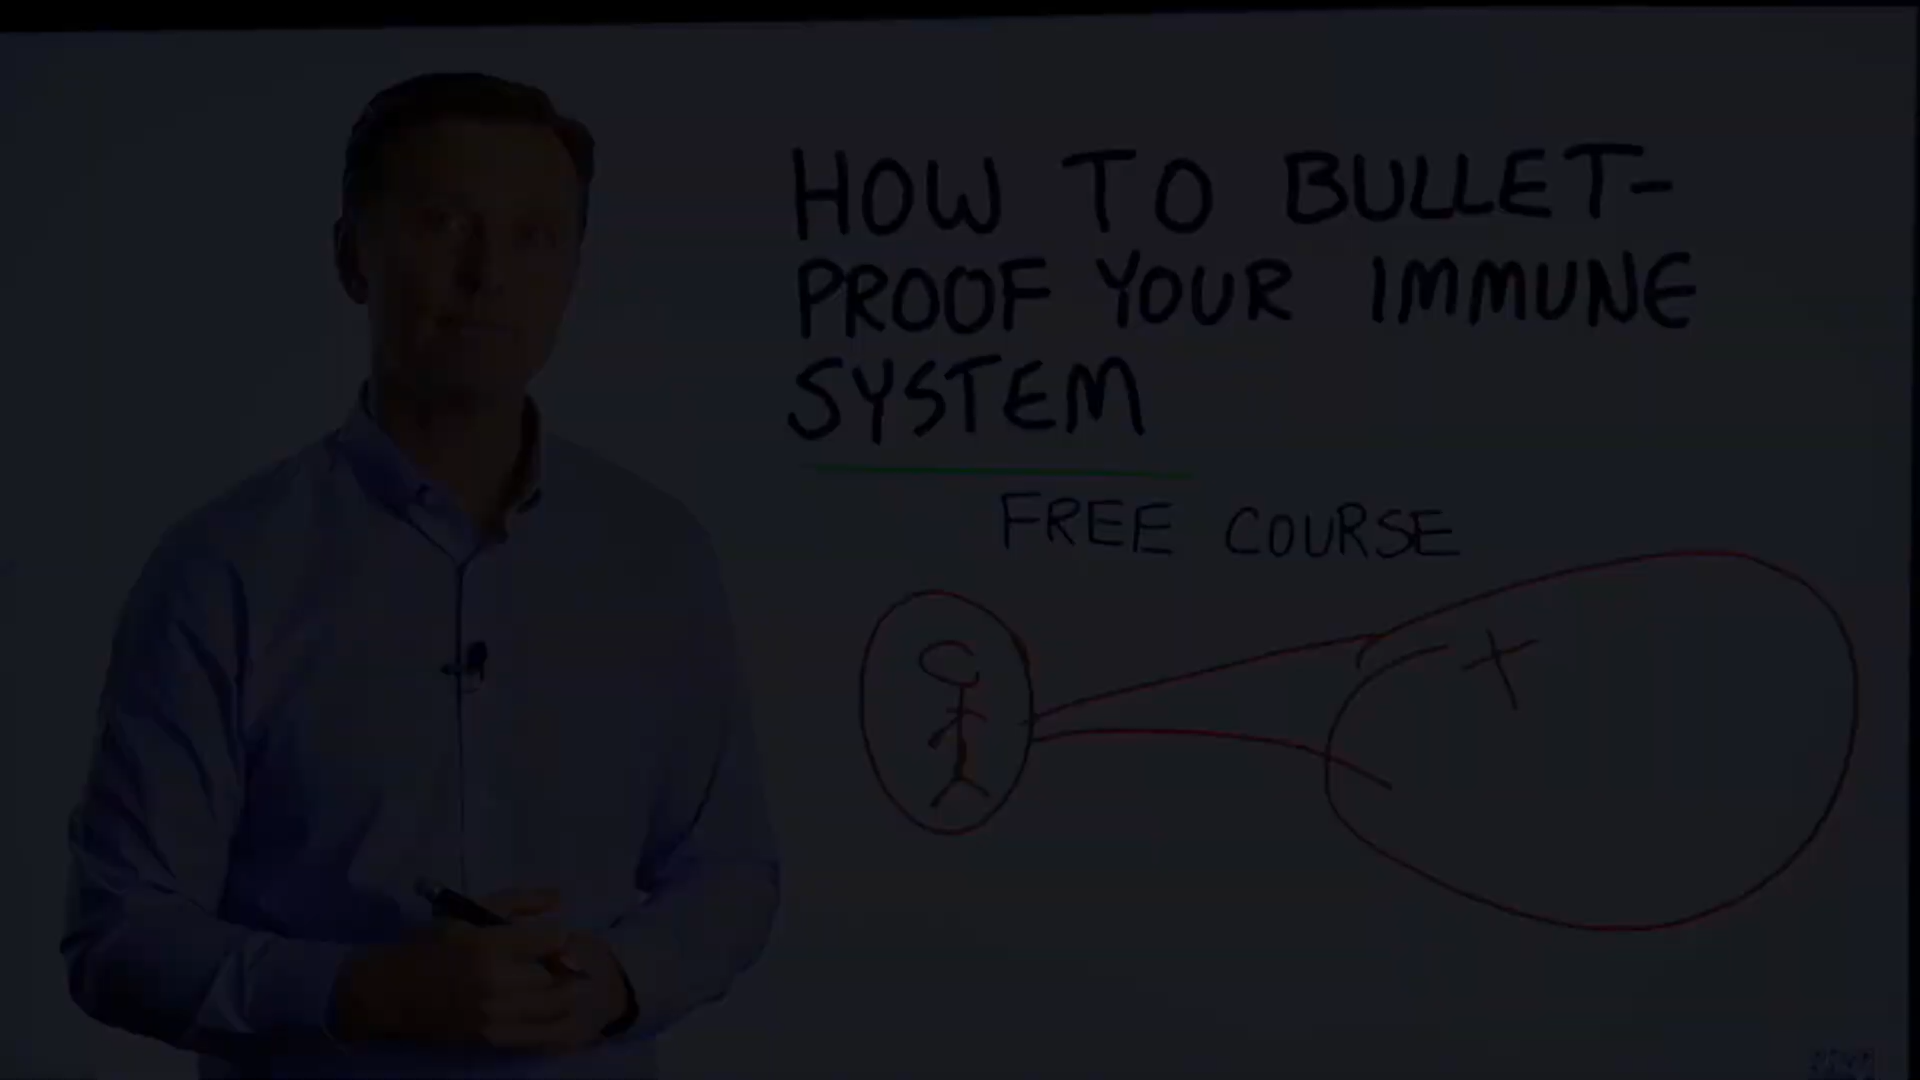 HOW TO BULLET-
PROOF YOUR IMMUNE
SYSTEM
FREE COURSE